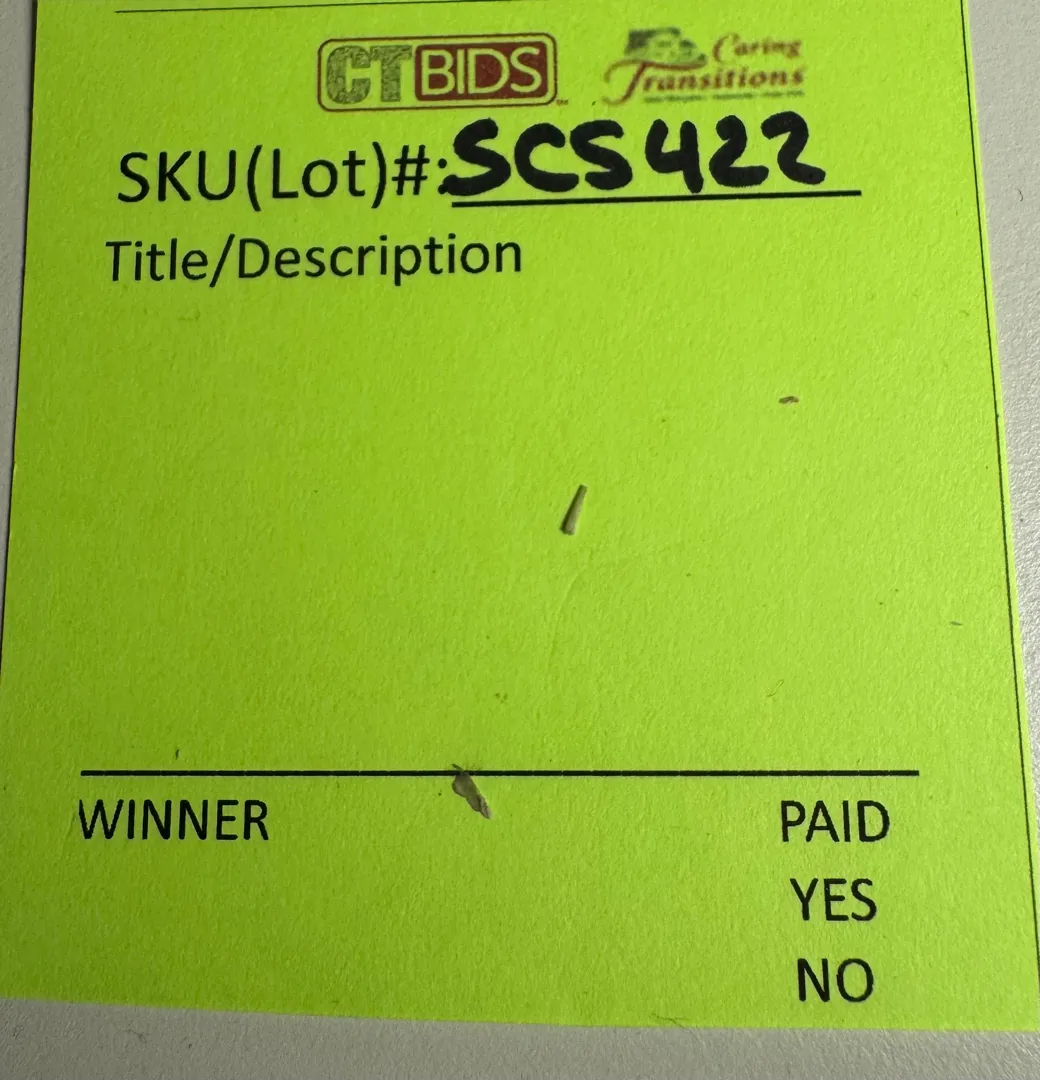 CTBIDS Caring Transitions
SKU(Lot)#:SCS422
Title/Description
WINNER PAID
YES
NO